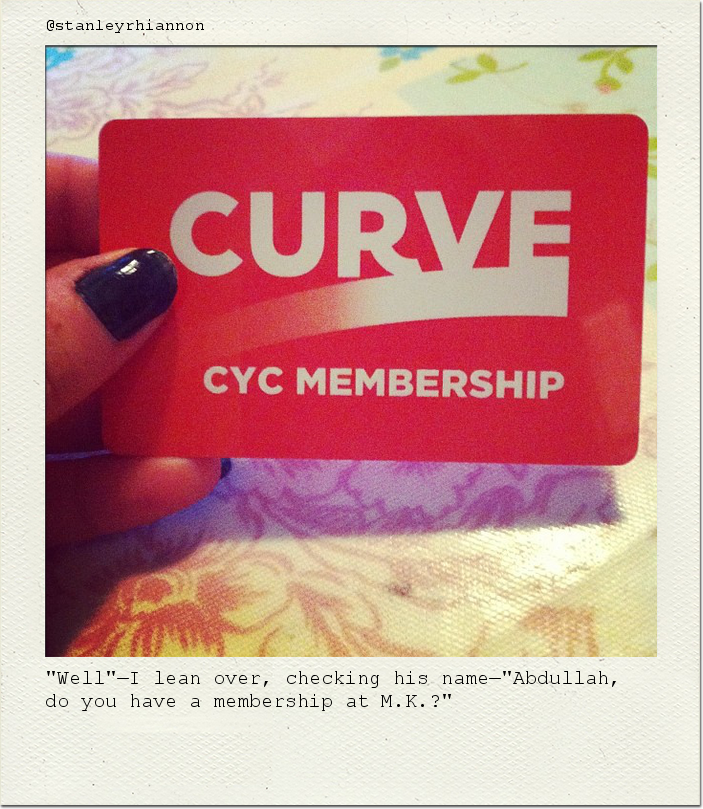 @stanleyrhiannon
CURVE
CYC MEMBERSHIP
"Well"—I lean over, checking his name—"Abdullah,
do you have a membership at M.K.?"